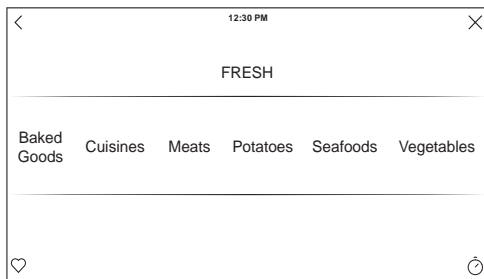 12:30 PM
FRESH
Baked
Goods
Cuisines
Meats
Potatoes
Seafoods
Vegetables